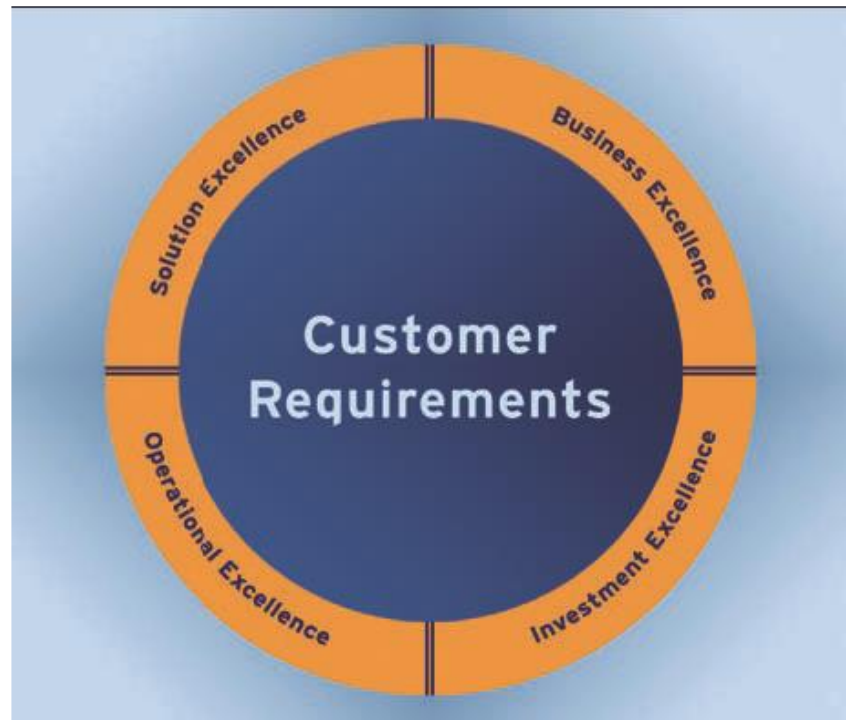 Solution Excellence
Business Excellence
Customer
Requirements
Operational Excellence
Investment Excellence